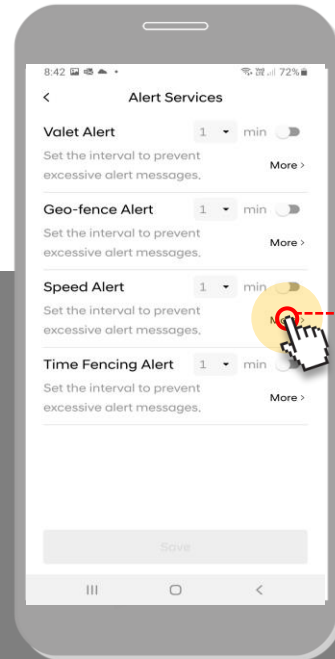 8:42 72%
< Alert Services
Valet Alert 1 min
Set the interval to prevent
excessive alert messages.
More >
Geo-fence Alert 1 min
Set the interval to prevent
excessive alert messages.
More >
Speed Alert 1 min
Set the interval to prevent
excessive alert messages.
Time Fencing Alert 1 min
Set the interval to prevent
excessive alert messages.
More >
Save